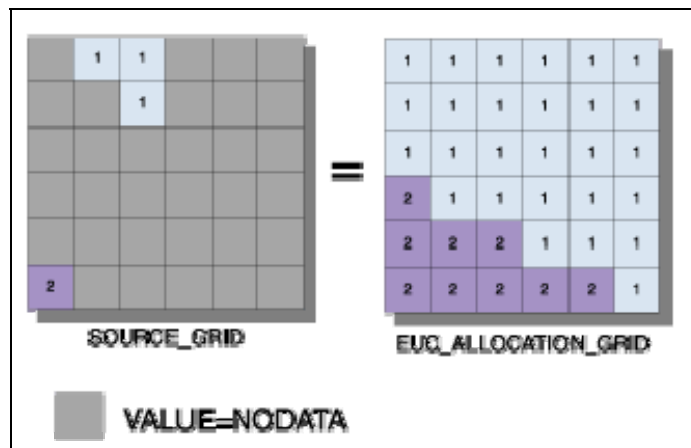 1 1 1 1 1 1 1 1
1 1 1 1 1 1 1
1 1 1 1 1 1
=
2 1 1 1 1 1
2 2 2 1 1 1
2 2 2 2 2 2 1
SOURCE_GRID EUC_ALLOCATION_GRID
VALUE=NODATA